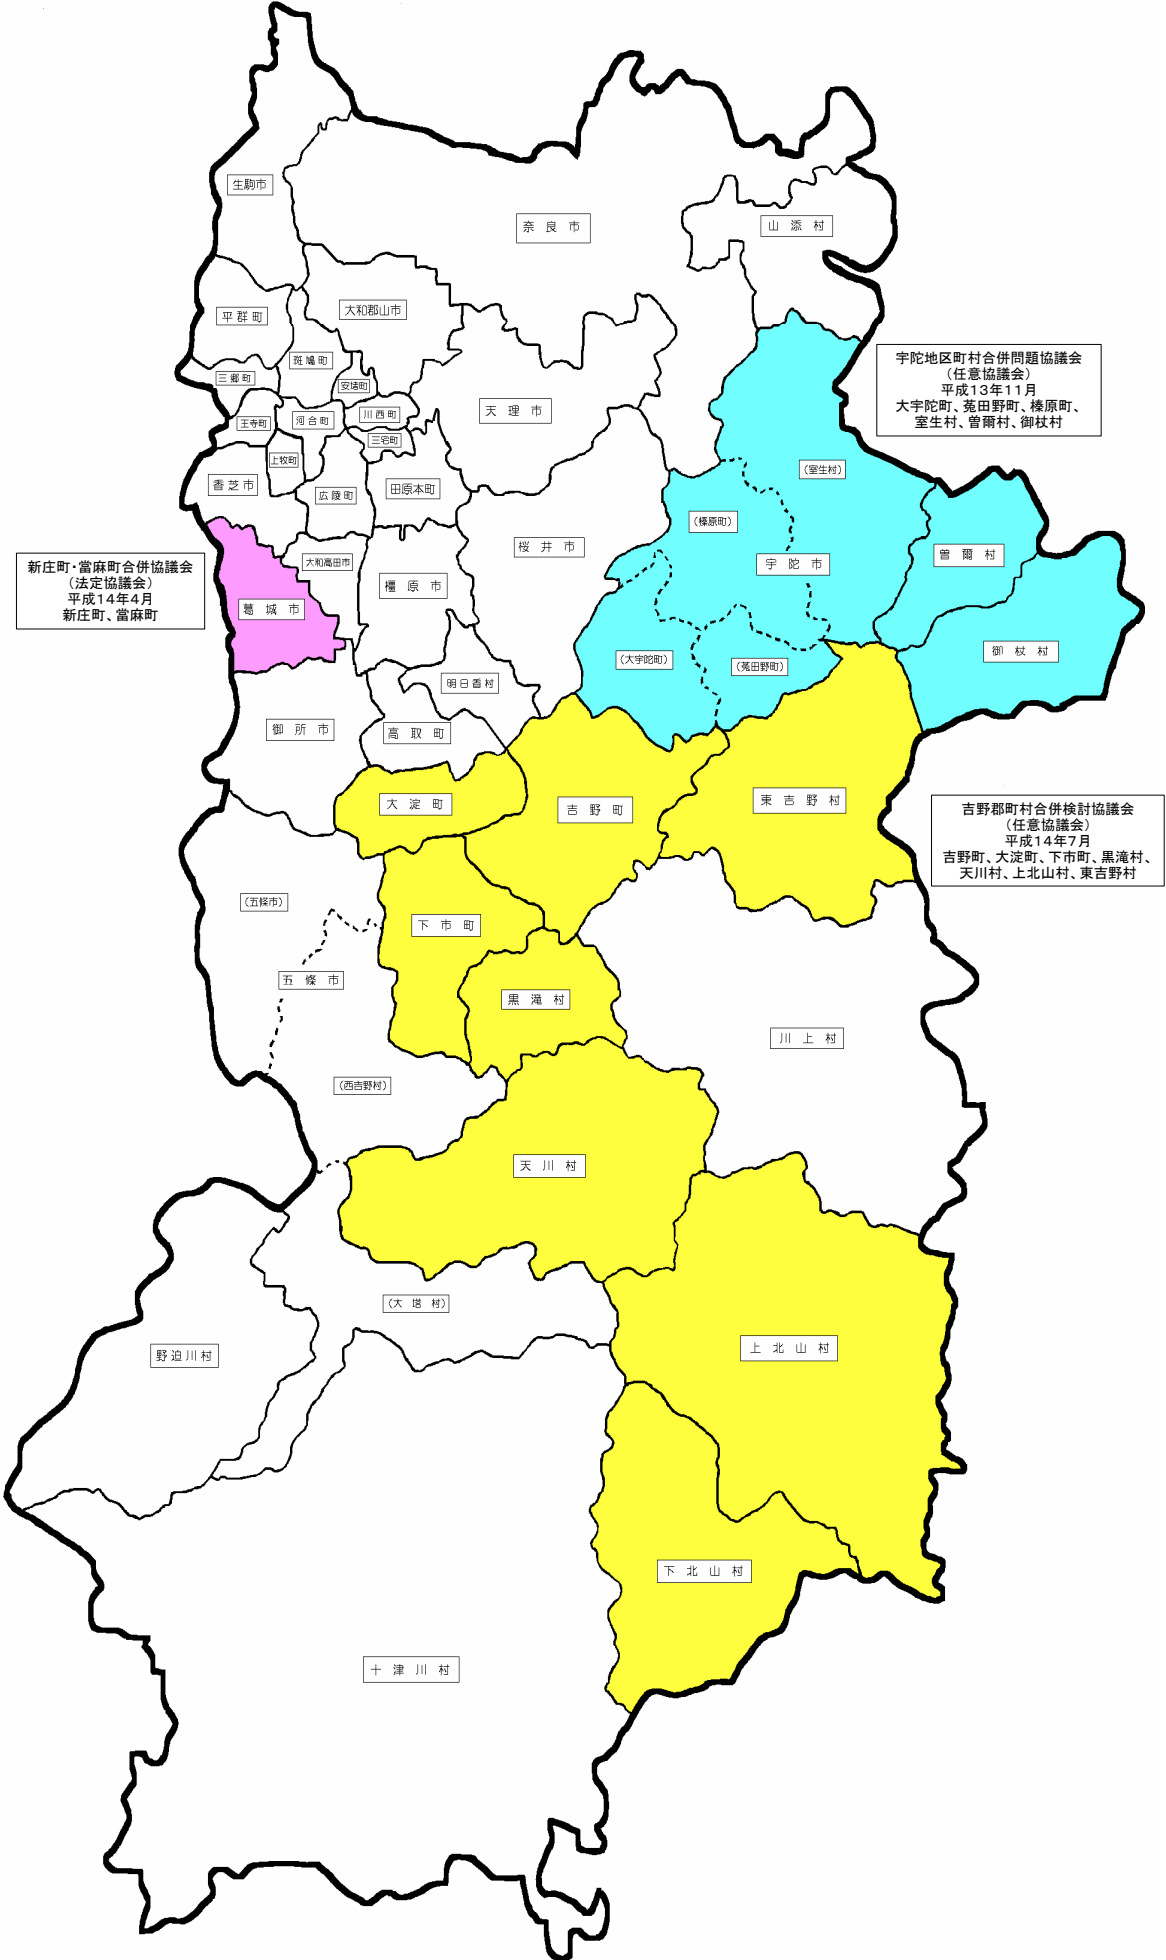 生駒市
奈良市
山添村
平群町
大和郡山市
斑鳩町
三郷町
安堵町
宇陀地区町村合併問題協議会
(任意協議会)
平成13年11月
大宇陀町、菟田野町、榛原町、
室生村、曽爾村、御杖村
天理市
川西町
河合町
王寺町
三宅町
上牧町
香芝市
広陵町
田原本町
(室生村)
(榛原町)
桜井市
宇陀市
曽爾村
大和高田市
橿原市
新庄町・當麻町合併協議会
(法定協議会)
平成14年4月
新庄町、當麻町
葛城市
(大宇陀町)
(菟田野町)
御杖村
明日香村
御所市
高取町
大淀町
吉野町
東吉野村
吉野郡町村合併検討協議会
(任意協議会)
平成14年7月
吉野町、大淀町、下市町、黒滝村、
天川村、上北山村、東吉野村
(五條市)
下市町
五條市
黒滝村
川上村
(西吉野村)
天川村
(大塔村)
野迫川村
上北山村
下北山村
十津川村